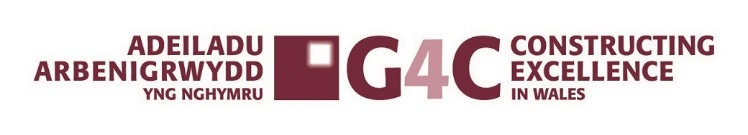 ADEILADU
ARBENIGRWYDD
YNG NGHYMRU
G4C
CONSTRUCTING
EXCELLENCE
IN WALES